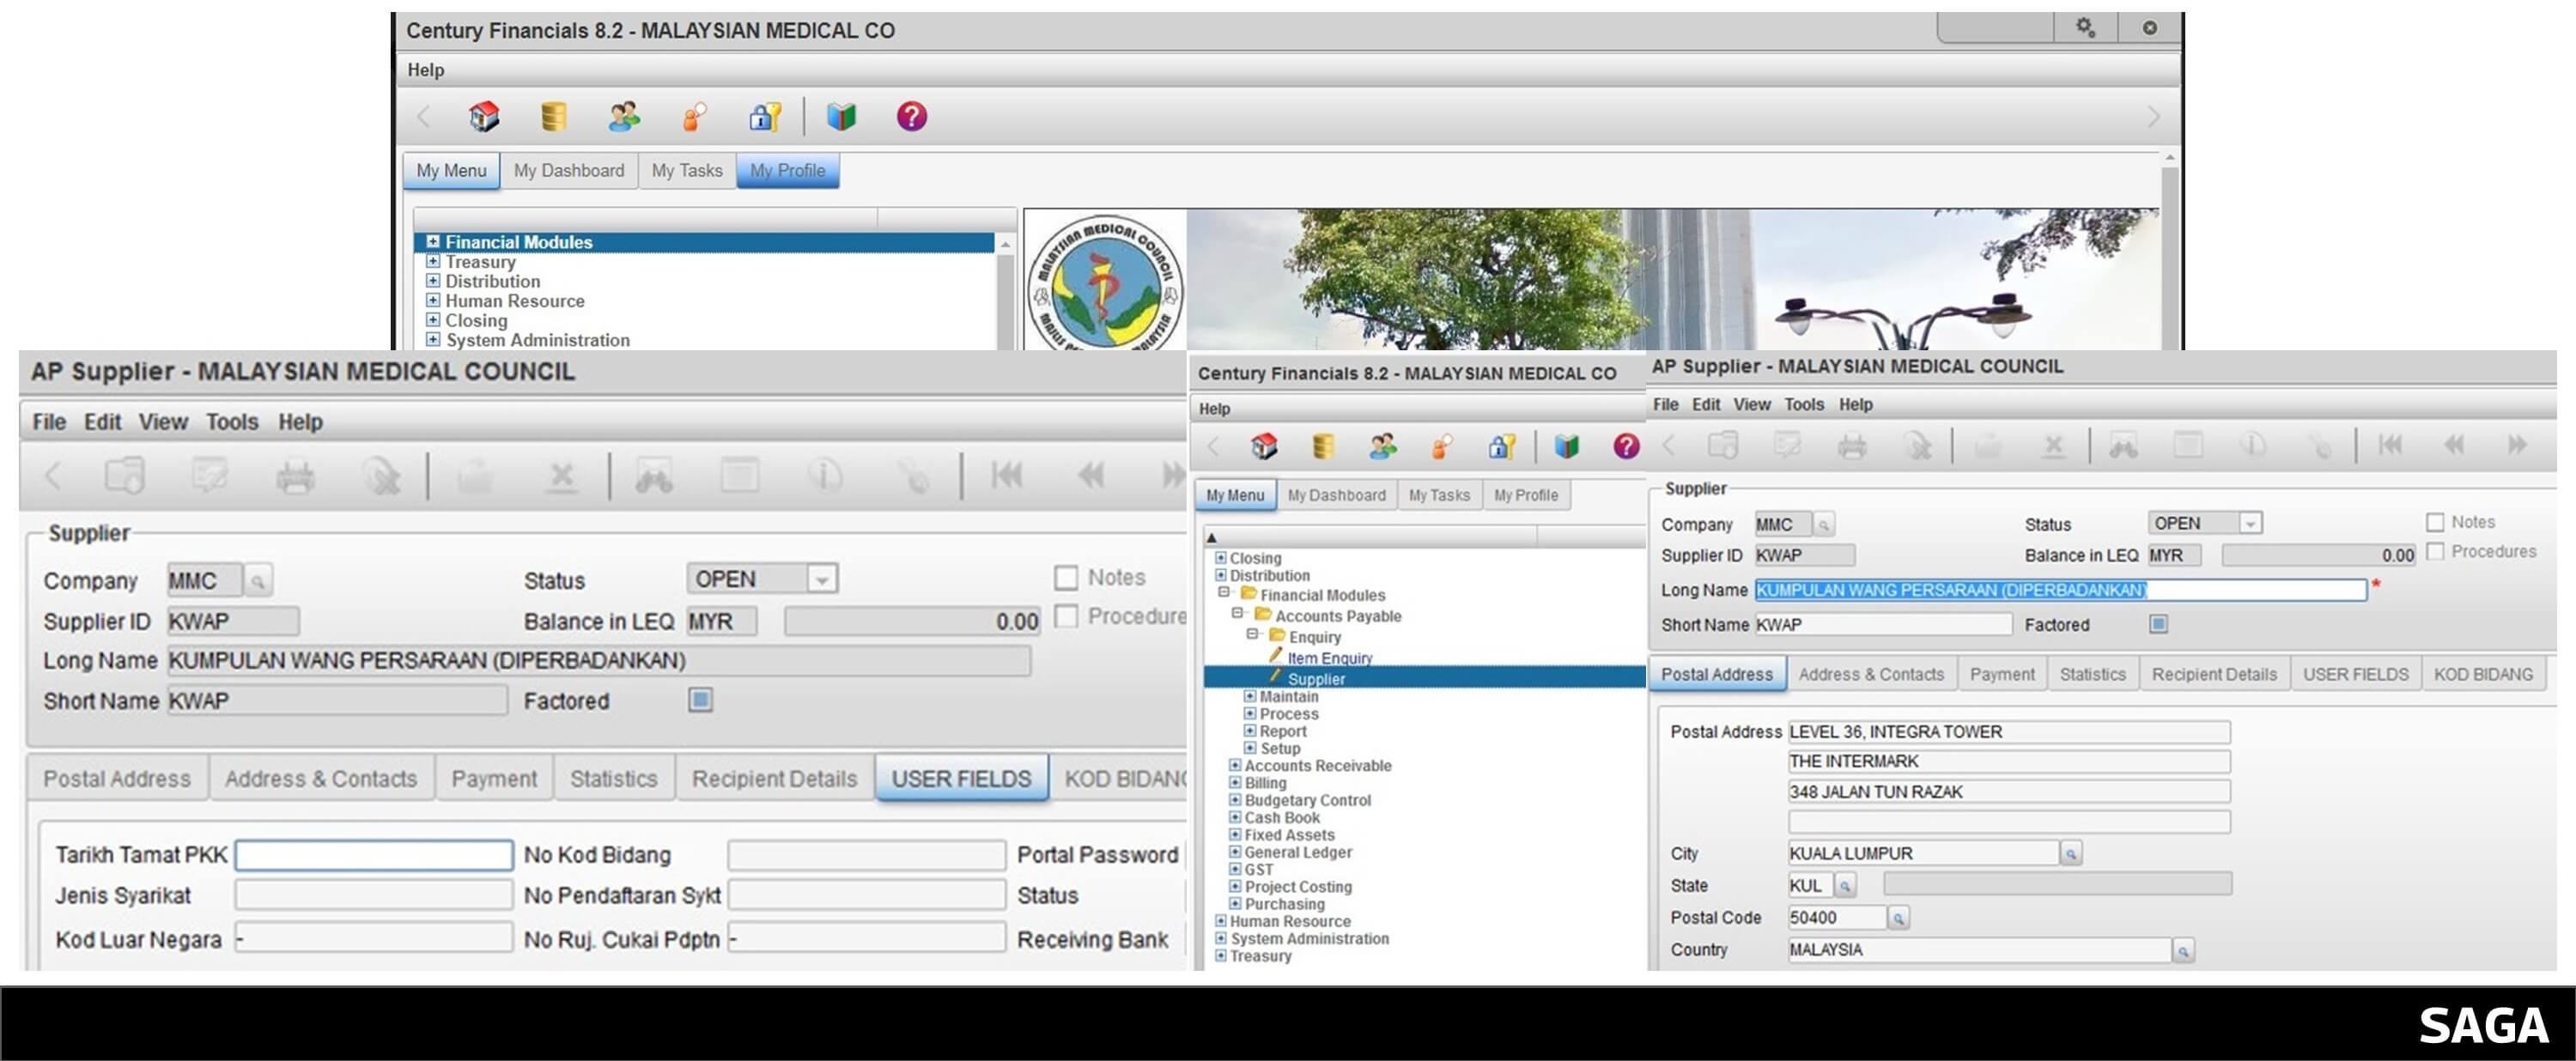 Century Financials 8.2 - MALAYSIAN MEDICAL CO
Help
My Menu My Dashboard My Tasks My Profile
Financial Modules
Treasury
Distribution
Human Resource
Closing
System Administration
MALAYSIAN MEDICAL COUNCIL
MALAYSIA
AP Supplier - MALAYSIAN MEDICAL COUNCIL
File Edit View Tools Help
Supplier
Company MMC Status OPEN Notes
Supplier ID KWAP Balance in LEQ MYR 0.00 Procedure
Long Name KUMPULAN WANG PERSARAAN (DIPERBADANKAN)
Short Name KWAP Factored
Postal Address Address & Contacts Payment Statistics Recipient Details USER FIELDS KOD BIDANG
Tarikh Tamat PKK No Kod Bidang Portal Password
Jenis Syarikat No Pendaftaran Sykt Status
Kod Luar Negara - No Ruj. Cukai Pdptn - Receiving Bank
Century Financials 8.2 - MALAYSIAN MEDICAL CO
Help
My Menu My Dashboard My Tasks My Profile
Closing
Distribution
Financial Modules
Accounts Payable
Enquiry
Item Enquiry
Supplier
Maintain
Process
Report
Setup
Accounts Receivable
Billing
Budgetary Control
Cash Book
Fixed Assets
General Ledger
GST
Project Costing
Purchasing
Human Resource
System Administration
Treasury
AP Supplier - MALAYSIAN MEDICAL COUNCIL
File Edit View Tools Help
Supplier
Company MMC Status OPEN Notes
Supplier ID KWAP Balance in LEQ MYR 0.00 Procedures
Long Name KUMPULAN WANG PERSARAAN (DIPERBADANKAN) *
Short Name KWAP Factored
Postal Address Address & Contacts Payment Statistics Recipient Details USER FIELDS KOD BIDANG
Postal Address LEVEL 36, INTEGRA TOWER
THE INTERMARK
348 JALAN TUN RAZAK
City KUALA LUMPUR
State KUL
Postal Code 50400
Country MALAYSIA
SAGA